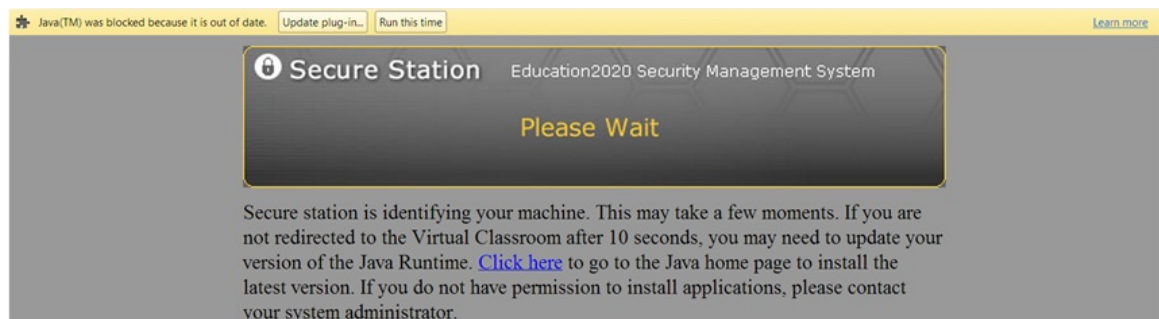 Java(TM) was blocked because it is out of date. Update plug-in... Run this time Learn more
Secure Station Education2020 Security Management System
Please Wait
Secure station is identifying your machine. This may take a few moments. If you are
not redirected to the Virtual Classroom after 10 seconds, you may need to update your
version of the Java Runtime. Click here to go to the Java home page to install the
latest version. If you do not have permission to install applications, please contact
your system administrator.